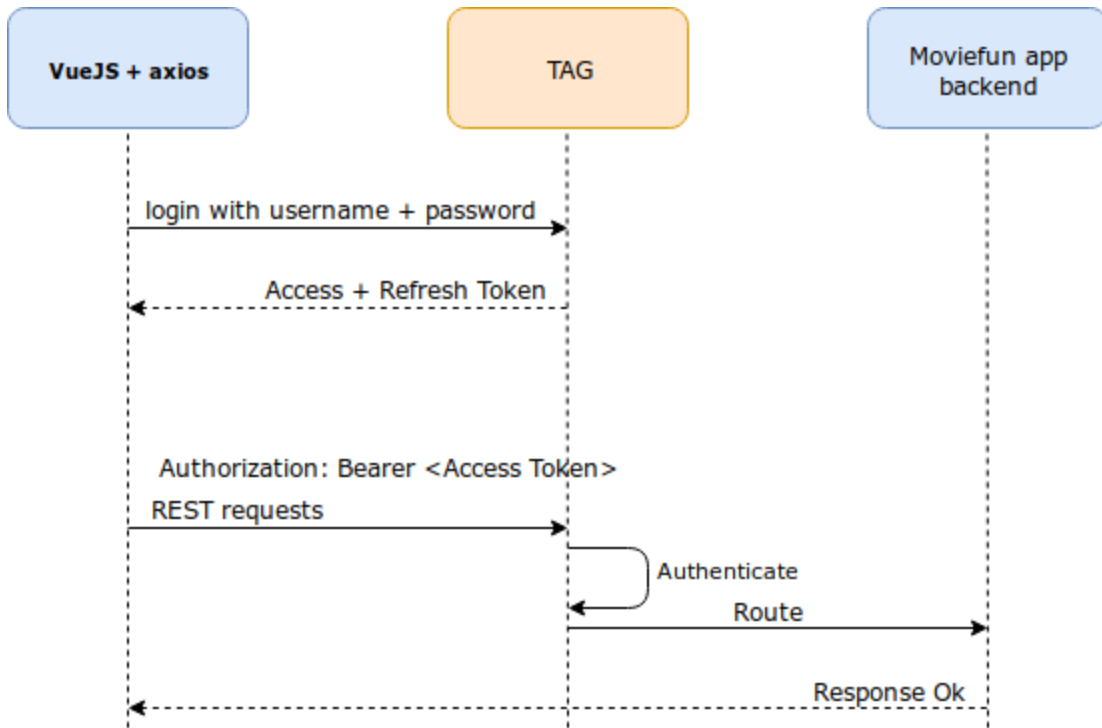 VueJS + axios
TAG
Moviefun app
backend
login with username + password
Access + Refresh Token
Authorization: Bearer <Access Token>
REST requests
Authenticate
Route
Response Ok